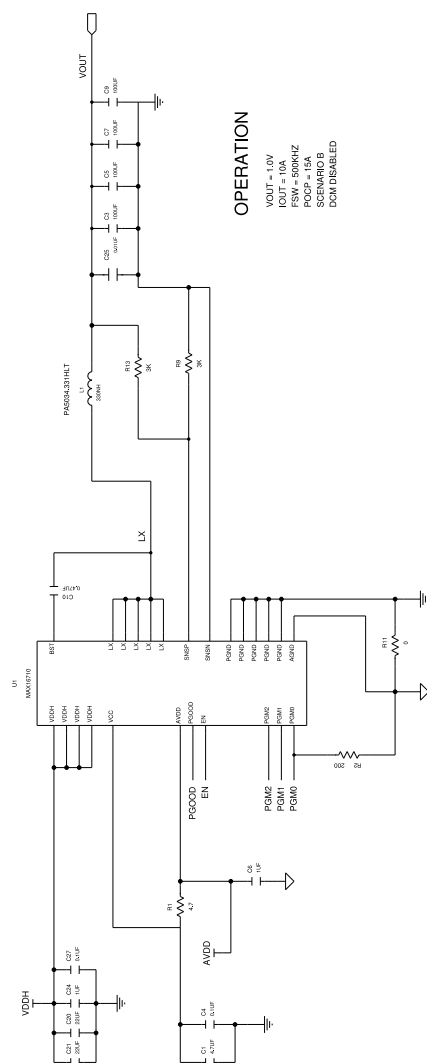 VOUT
C9
100UF
C7
100UF
C5
100UF
C3
100UF
C25
0.01UF
OPERATION
VOUT = 1.0V
IOUT = 10A
FSW = 500KHZ
POCP = 15A
SCENARIO B
DCM DISABLED
PA5034.331HLT
L1
330NH
R13
3K
R9
3K
LX
C10
0.47UF
U1
MAX16710
BST
LX
LX
LX
LX
LX
SNSP
SNSN
PGND
PGND
PGND
PGND
PGND
AGND
VDDH
VDDH
VDDH
VDDH
VCC
AVDD
PGOOD
EN
PGM2
PGM1
PGM0
R11
0
R2
200
PGOOD
EN
PGM2
PGM1
PGM0
R1
4.7
C6
1UF
AVDD
VDDH
C27
0.1UF
C24
1UF
C20
22UF
C21
22UF
C4
0.1UF
C1
4.7UF